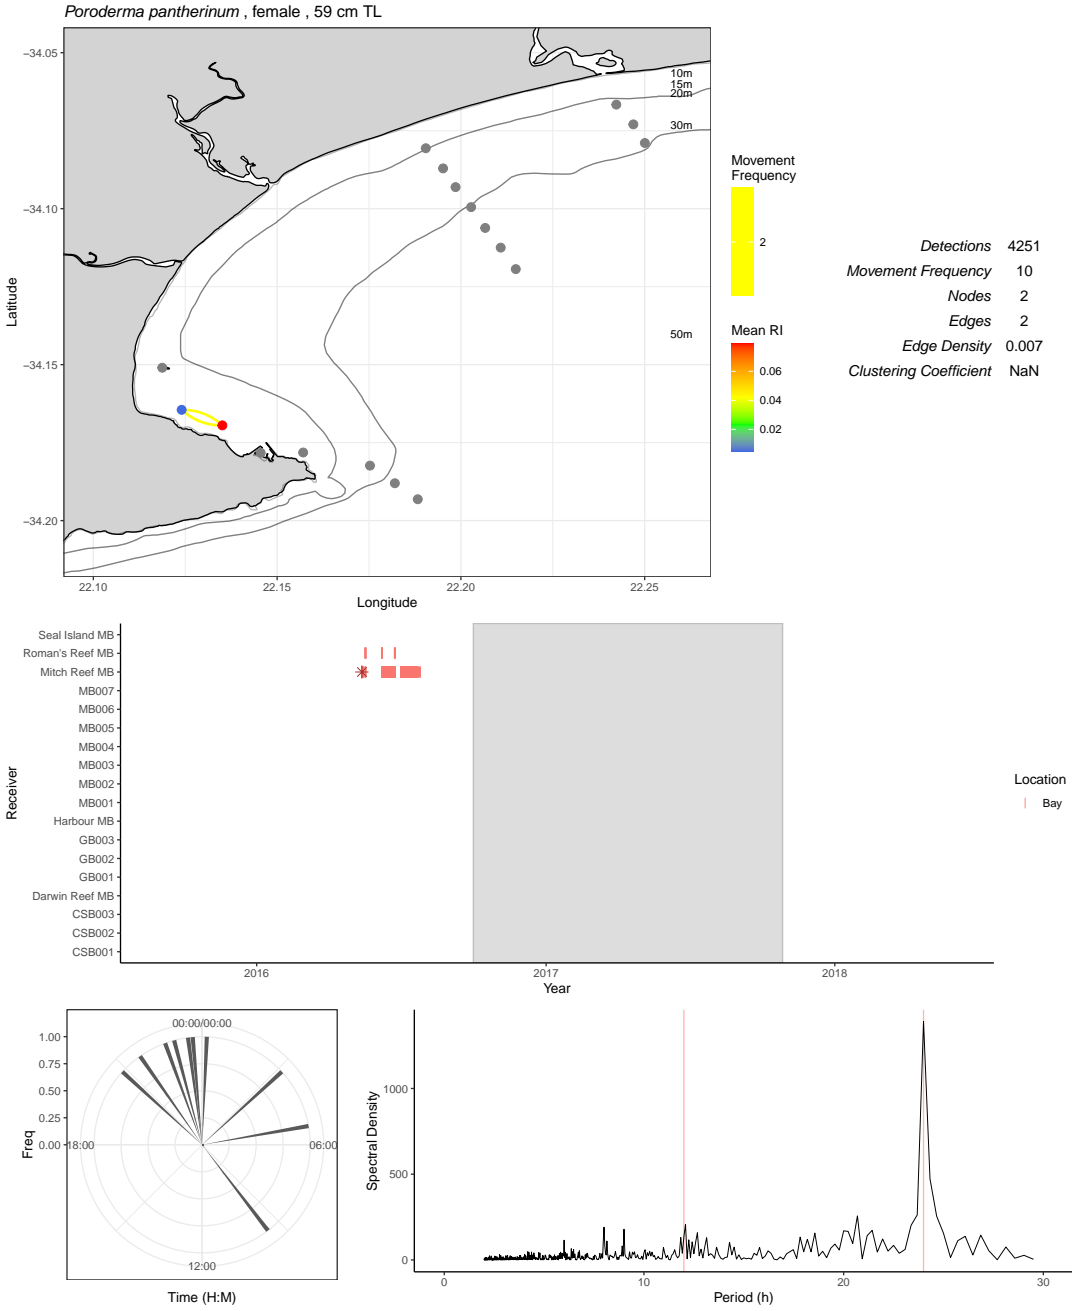 Poroderma pantherinum , female , 59 cm TL
−34.05
−34.10
−34.15
−34.20
Latitude
10m
15m
20m
30m
50m
22.10
22.15
22.20
22.25
Longitude
Movement
Frequency
2
Mean RI
0.06
0.04
0.02
Detections 4251
Movement Frequency 10
Nodes 2
Edges 2
Edge Density 0.007
Clustering Coefficient NaN
Seal Island MB
Roman's Reef MB
Mitch Reef MB
MB007
MB006
MB005
MB004
MB003
MB002
MB001
Harbour MB
GB003
GB002
GB001
Darwin Reef MB
CSB003
CSB002
CSB001
Receiver
2016
2017
2018
Year
Location
Bay
00:00/00:00
1.00
0.75
0.50
0.25
0.00
Freq
18:00
06:00
12:00
Time (H:M)
Spectral Density
1000
500
0
0
10
20
30
Period (h)